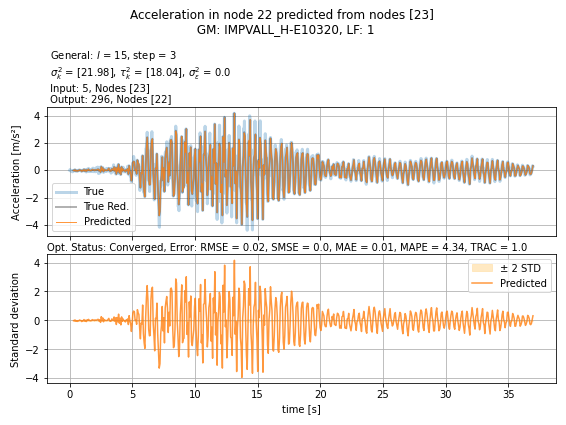 Acceleration in node 22 predicted from nodes [23]
GM: IMPVALL_H-E10320, LF: 1
General: l = 15, step = 3
σ²ₖ = [21.98], τ²ₖ = [18.04], σ²ε = 0.0
Input: 5, Nodes [23]
Output: 296, Nodes [22]
Acceleration [m/s²]
4
2
0
−2
−4
True
True Red.
Predicted
Opt. Status: Converged, Error: RMSE = 0.02, SMSE = 0.0, MAE = 0.01, MAPE = 4.34, TRAC = 1.0
Standard deviation
4
2
0
−2
−4
± 2 STD
Predicted
0 5 10 15 20 25 30 35
time [s]